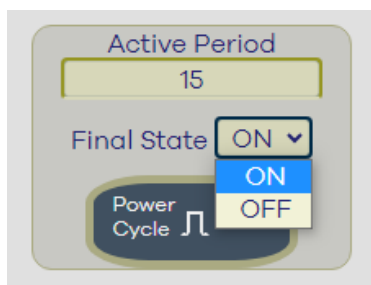 Active Period
15
Final State ON
ON
OFF
Power
Cycle